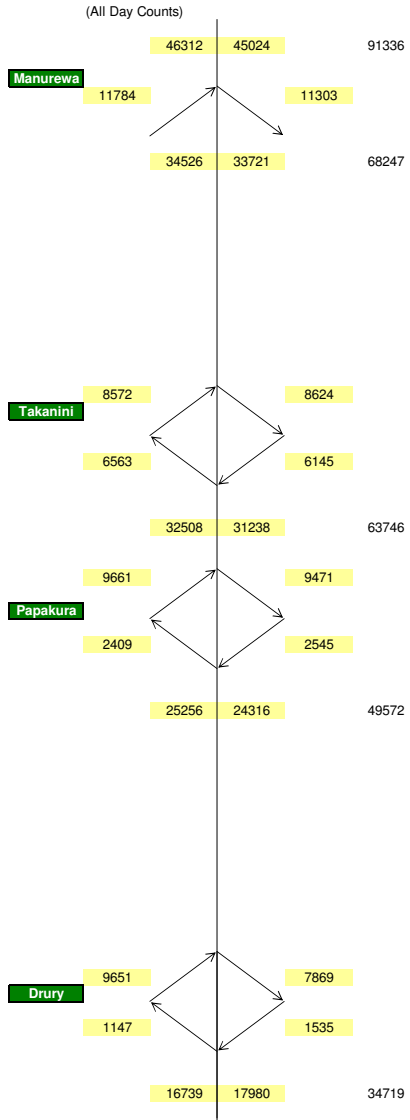 (All Day Counts)
46312 45024 91336
Manurewa
11784 11303
34526 33721 68247
8572 8624
Takanini
6563 6145
32508 31238 63746
9661 9471
Papakura
2409 2545
25256 24316 49572
9651 7869
Drury
1147 1535
16739 17980 34719